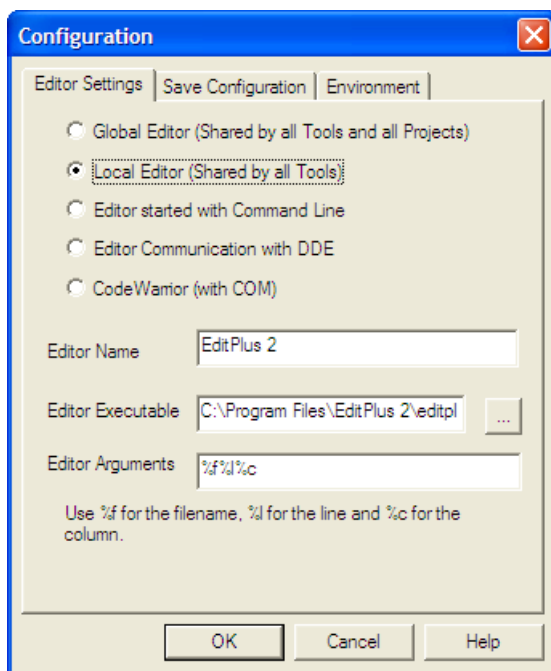 Configuration
Editor Settings Save Configuration Environment
Global Editor (Shared by all Tools and all Projects)
Local Editor (Shared by all Tools)
Editor started with Command Line
Editor Communication with DDE
CodeWarrior (with COM)
Editor Name EditPlus 2
Editor Executable C:\Program Files\EditPlus 2\editpl ...
Editor Arguments %f%l%c
Use %f for the filename, %l for the line and %c for the
column.
OK Cancel Help